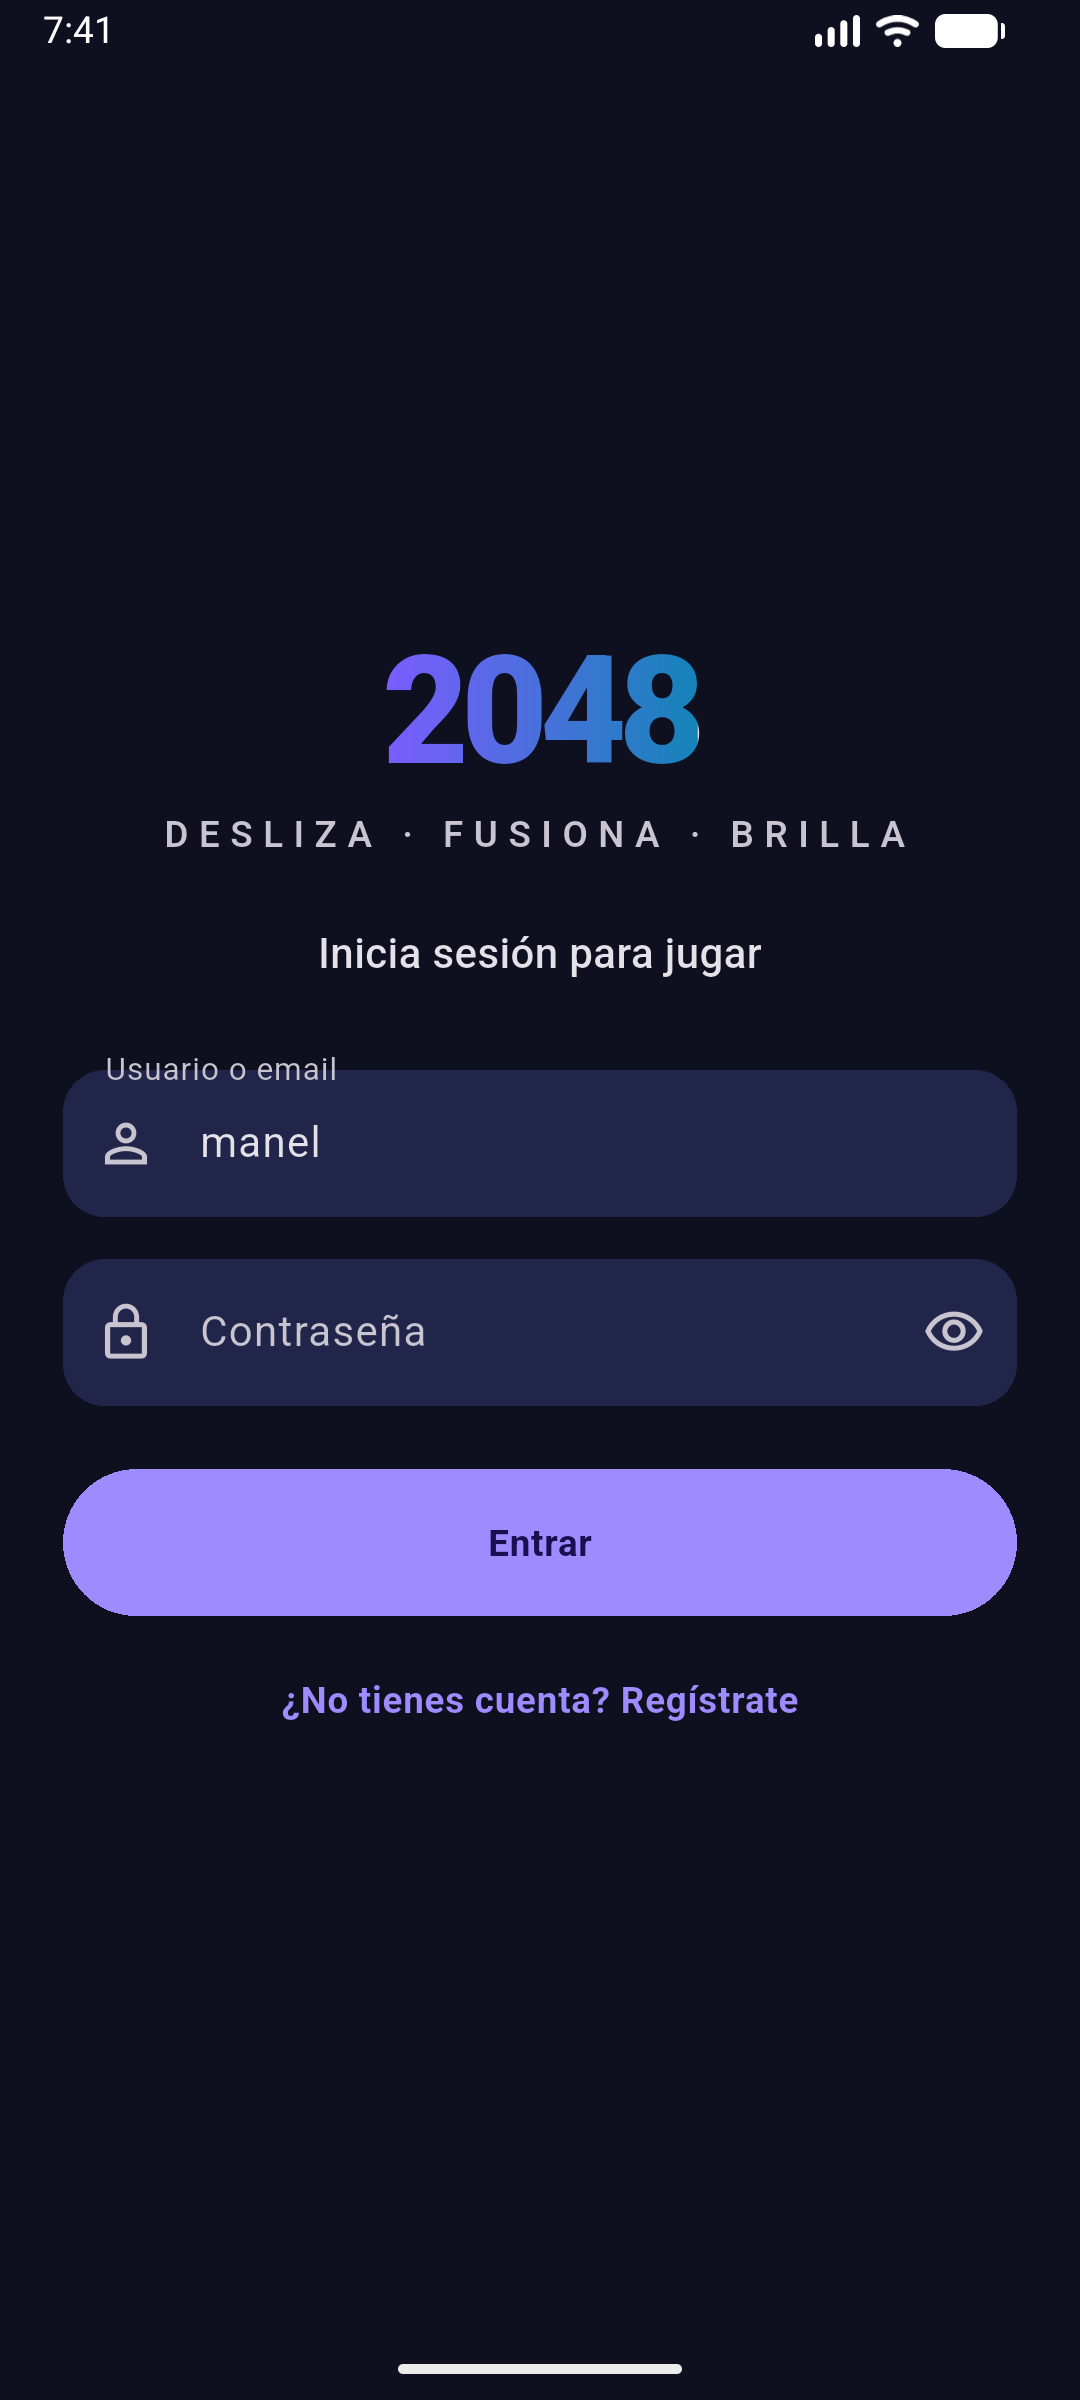 7:41
2048
DESLIZA · FUSIONA · BRILLA
Inicia sesión para jugar
Usuario o email
manel
Contraseña
Entrar
¿No tienes cuenta? Regístrate